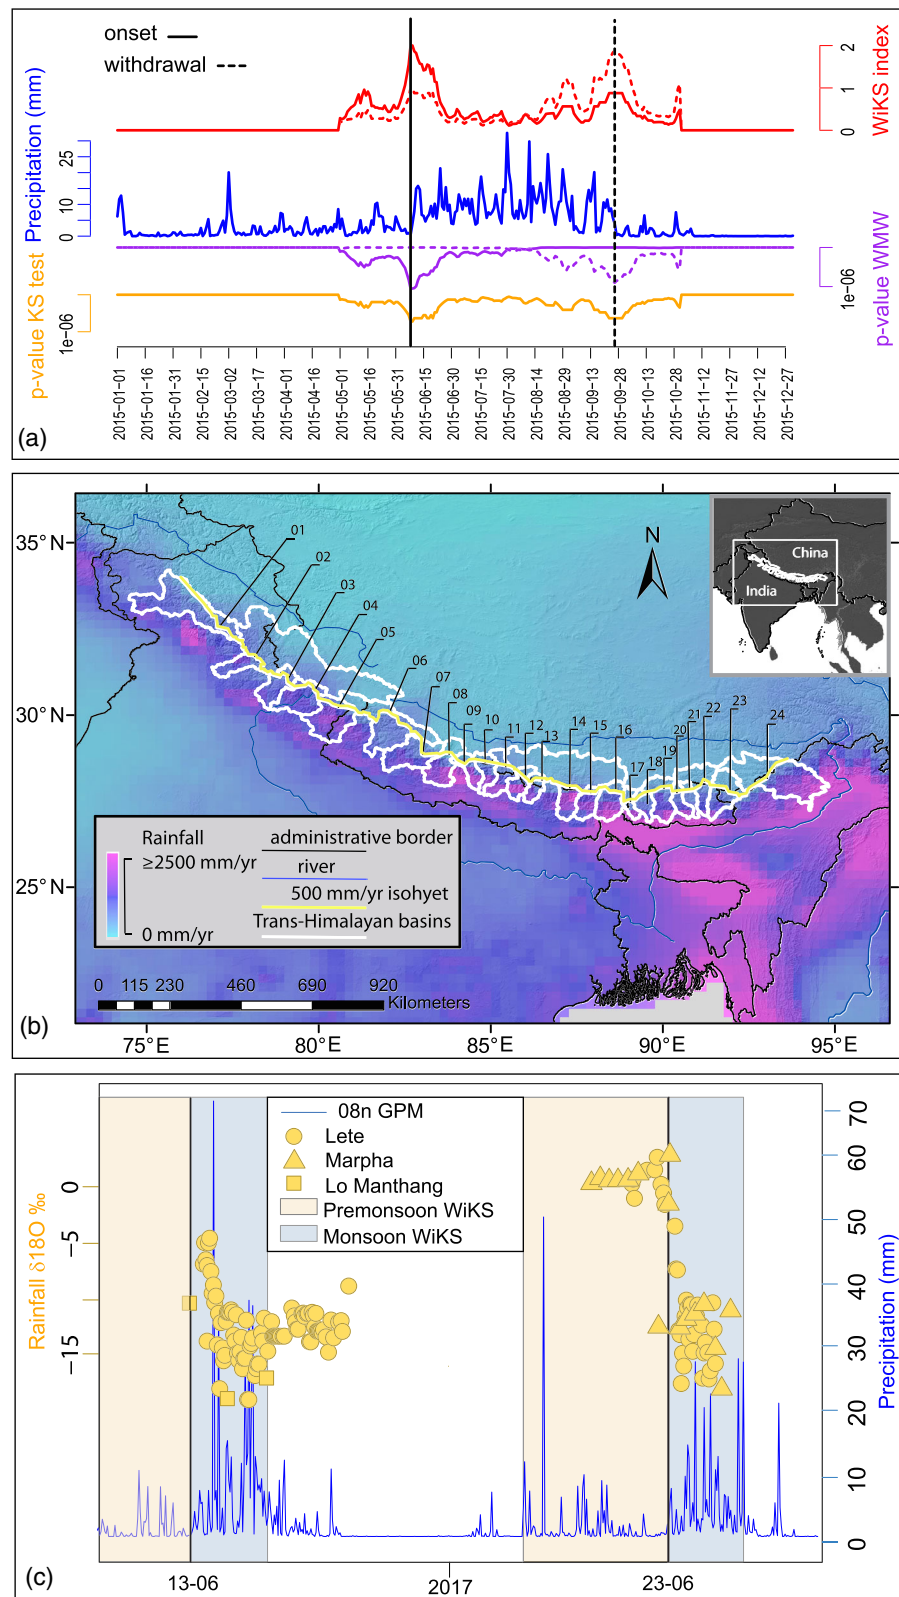 onset
withdrawal
Precipitation (mm)
0
10
25
WiKS index
0
1
2
p-value KS test
1e-06
p-value WMW
1e-06
2015-01-01
2015-01-16
2015-01-31
2015-02-15
2015-03-02
2015-03-17
2015-04-01
2015-04-16
2015-05-01
2015-05-16
2015-05-31
2015-06-15
2015-06-30
2015-07-15
2015-07-30
2015-08-14
2015-08-29
2015-09-13
2015-09-28
2015-10-13
2015-10-28
2015-11-12
2015-11-27
2015-12-12
2015-12-27
(a)
35°N
30°N
25°N
01
02
03
04
05
06
07
08
09
10
11
12
13
14
15
16
17
18
19
20
21
22
23
24
N
China
India
Rainfall
≥2500 mm/yr
0 mm/yr
administrative border
river
500 mm/yr isohyet
Trans-Himalayan basins
0 115 230 460 690 920
Kilometers
(b)
75°E 80°E 85°E 90°E 95°E
08n GPM
Lete
Marpha
Lo Manthang
Premonsoon WiKS
Monsoon WiKS
Rainfall δ18O ‰
0
−5
−15
Precipitation (mm)
70
60
50
40
30
20
10
0
(c)
13-06 2017 23-06